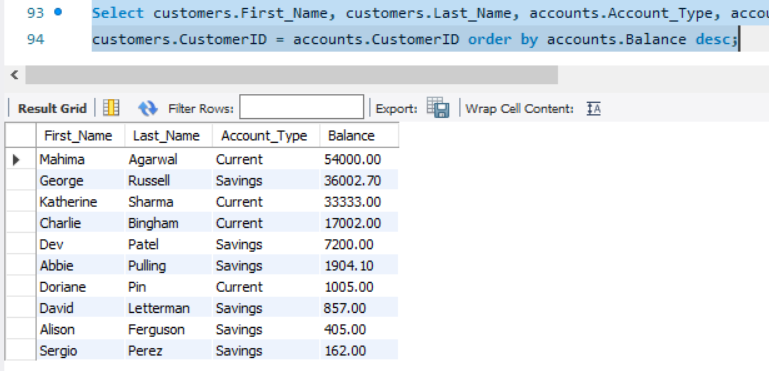 93 Select customers.First_Name, customers.Last_Name, accounts.Account_Type,
94 customers.CustomerID = accounts.CustomerID order by accounts.Balance desc;
Result Grid Filter Rows: Export: Wrap Cell Content: IA
First_Name Last_Name Account_Type Balance
Mahima Agarwal Current 54000.00
George Russell Savings 36002.70
Katherine Sharma Current 33333.00
Charlie Bingham Current 17002.00
Dev Patel Savings 7200.00
Abbie Pulling Savings 1904.10
Doriane Pin Current 1005.00
David Letterman Savings 857.00
Alison Ferguson Savings 405.00
Sergio Perez Savings 162.00